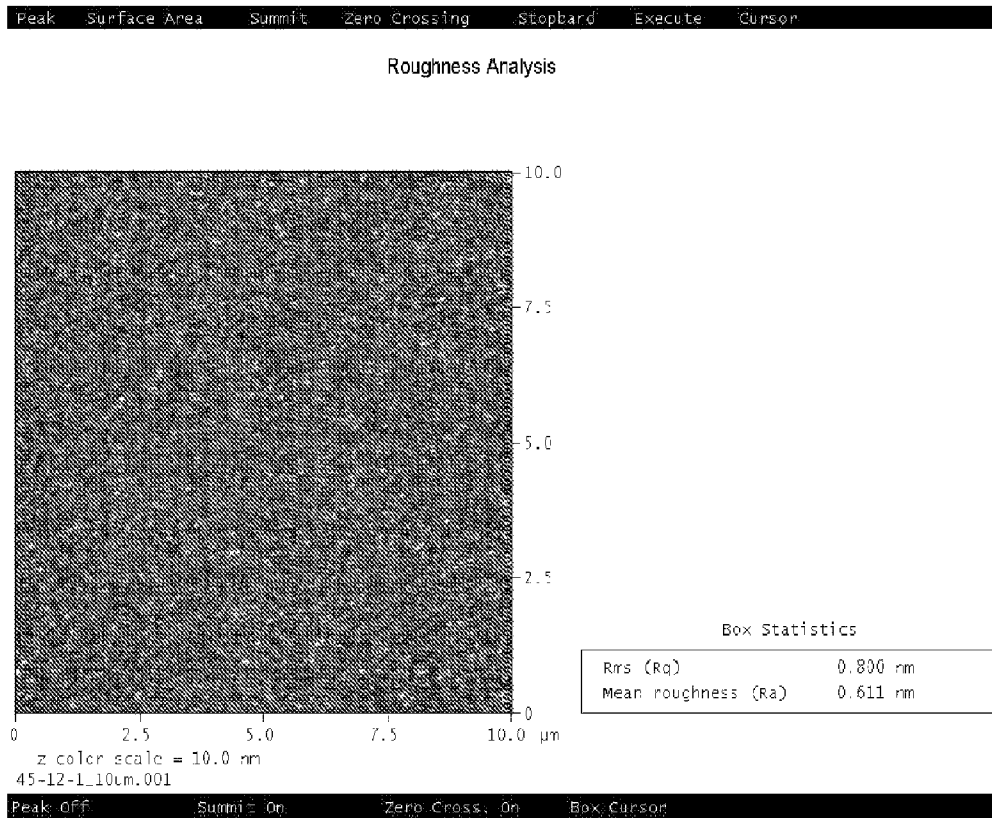 Peak Surface Area Summit Zero Crossing Stopband Execute Cursor
Roughness Analysis
10.0
7.5
5.0
2.5
0
0 2.5 5.0 7.5 10.0 µm
z color scale = 10.0 nm
45-12-1_10um.001
Box Statistics
Rms (Rq) 0.800 nm
Mean roughness (Ra) 0.611 nm
Peak Off Summit On Zero Cross. On Box Cursor